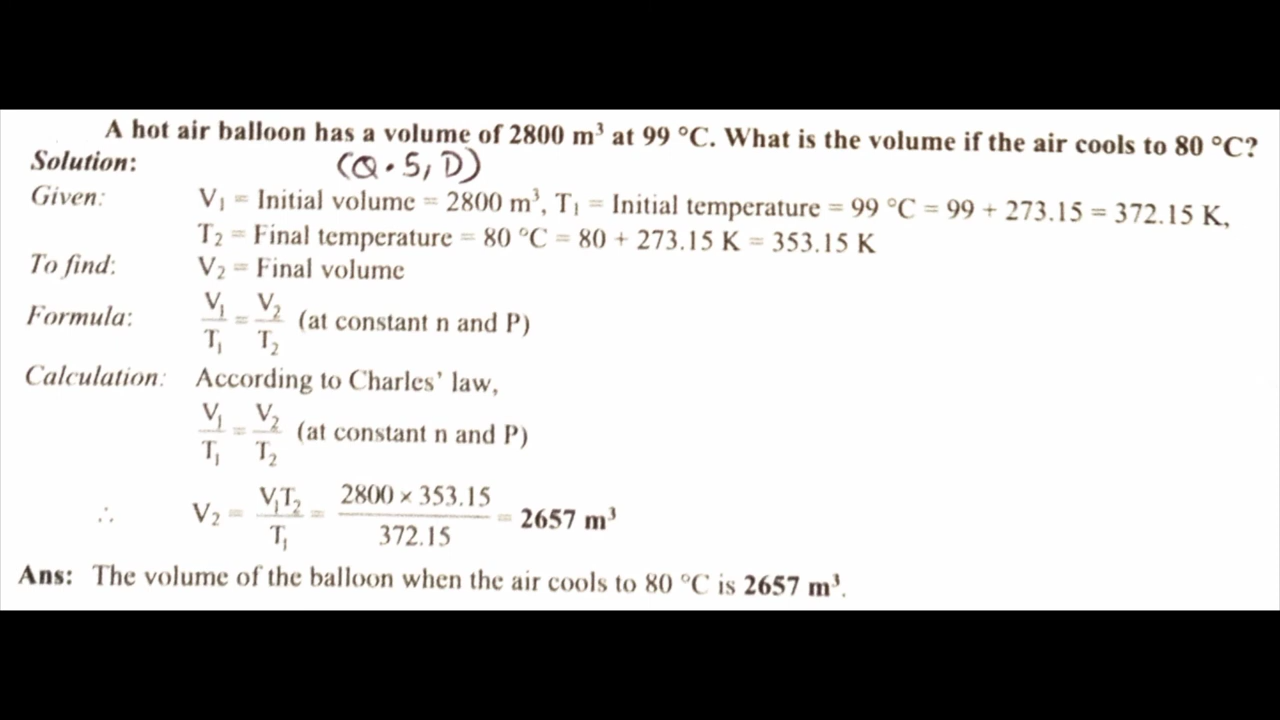 A hot air balloon has a volume of 2800 m³ at 99 °C. What is the volume if the air cools to 80 °C?
Solution: (Q.5, D)
Given: V₁ = Initial volume = 2800 m³, T₁ = Initial temperature = 99 °C = 99 + 273.15 = 372.15 K,
T₂ = Final temperature = 80 °C = 80 + 273.15 K = 353.15 K
To find: V₂ = Final volume
Formula: V₁/T₁ = V₂/T₂ (at constant n and P)
Calculation: According to Charles’ law,
V₁/T₁ = V₂/T₂ (at constant n and P)
∴ V₂ = V₁T₂/T₁ = 2800 × 353.15/372.15 = 2657 m³
Ans: The volume of the balloon when the air cools to 80 °C is 2657 m³.